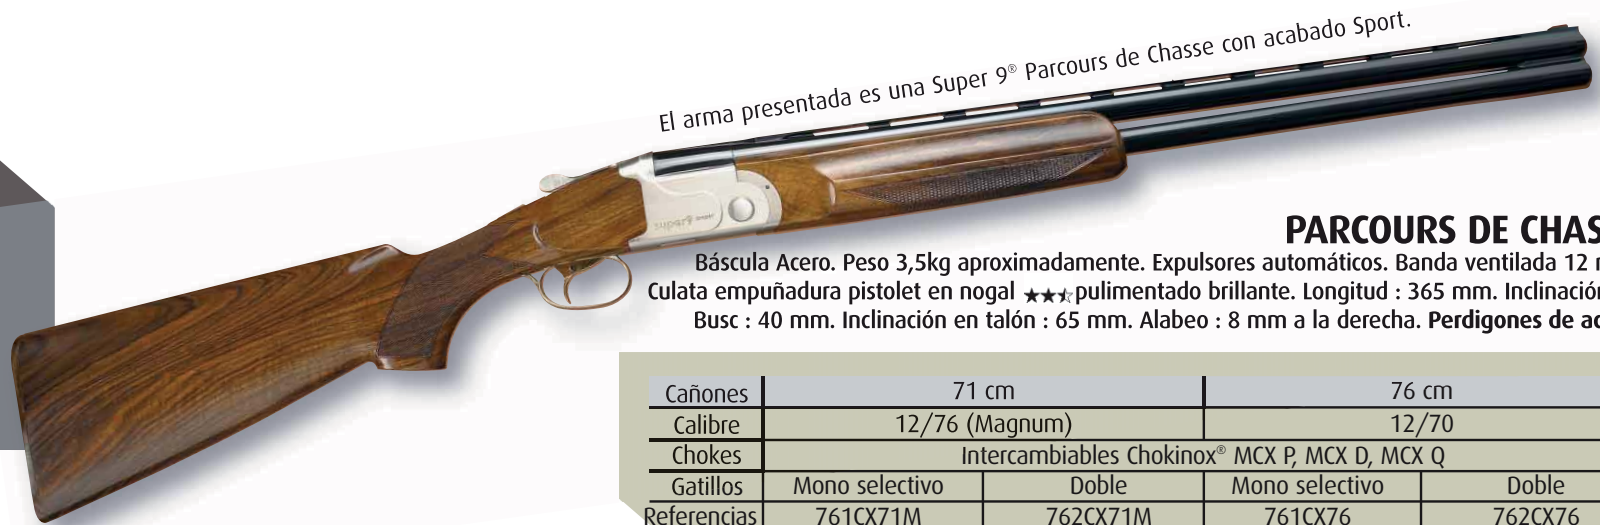 El arma presentada es una Super 9® Parcours de Chasse con acabado Sport.
super 9
PARCOURS DE CHAS
Báscula Acero. Peso 3,5kg aproximadamente. Expulsores automáticos. Banda ventilada 12
Culata empuñadura pistolet en nogal ★★⯪ pulimentado brillante. Longitud : 365 mm. Inclinación
Busc : 40 mm. Inclinación en talón : 65 mm. Alabeo : 8 mm a la derecha. Perdigones de ac
Cañones 71 cm 76 cm
Calibre 12/76 (Magnum) 12/70
Chokes Intercambiables Chokinox® MCX P, MCX D, MCX Q
Gatillos Mono selectivo Doble Mono selectivo Doble
Referencias 761CX71M 762CX71M 761CX76 762CX76